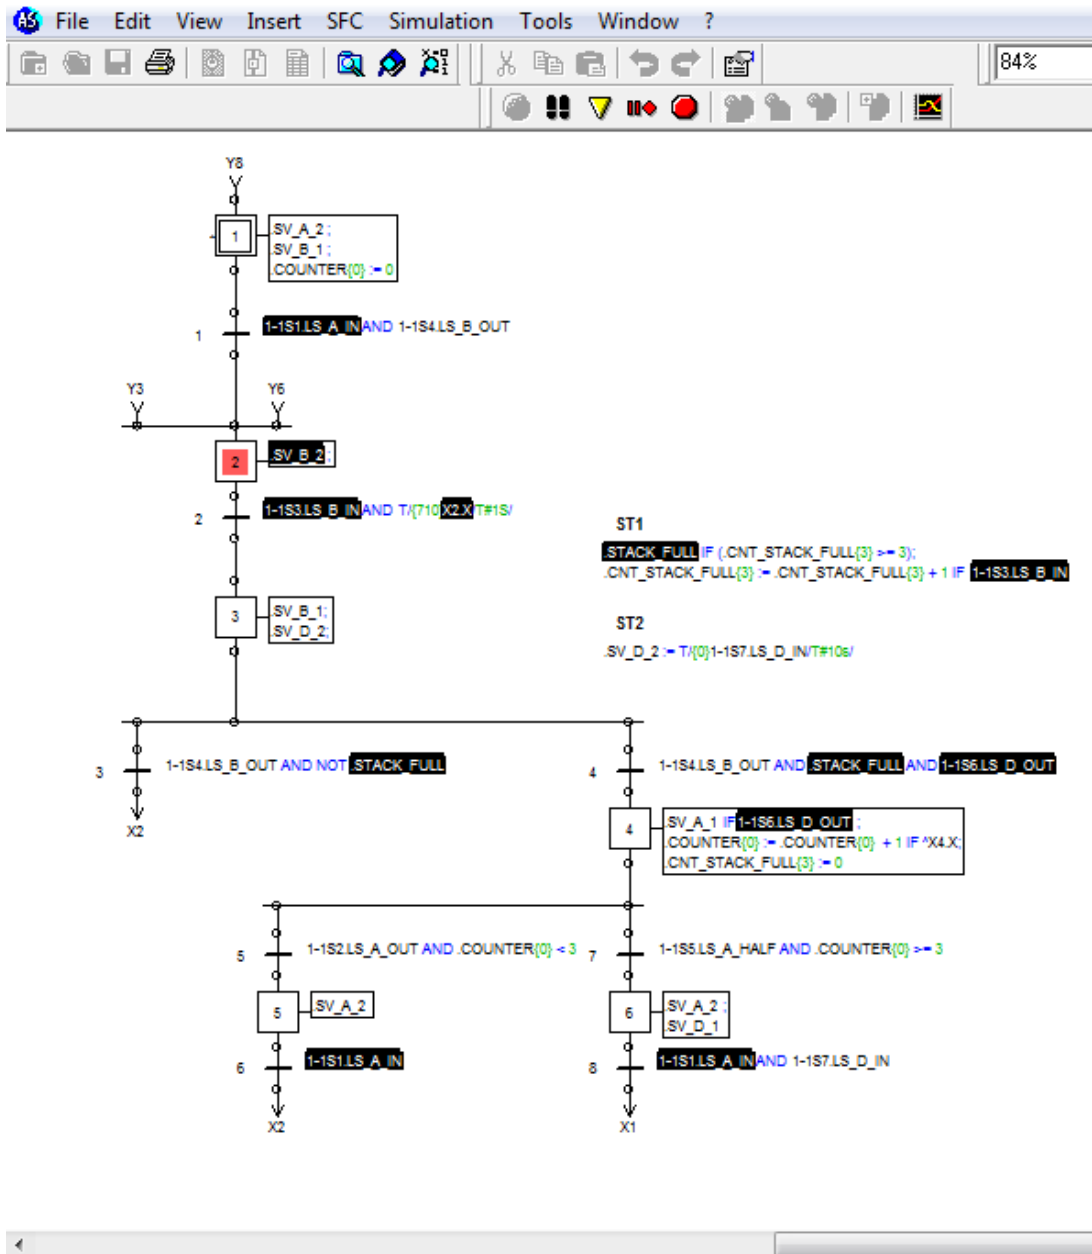 File Edit View Insert SFC Simulation Tools Window ?
84%
Y8
1
.SV_A_2 ;
.SV_B_1 ;
.COUNTER{0} := 0
1
1-1S1.LS_A_IN AND 1-1S4.LS_B_OUT
Y3
Y6
2
.SV_B_2 ;
2
1-1S3.LS_B_IN AND T/{710}X2.X/T#1S/
ST1
.STACK_FULL IF (.CNT_STACK_FULL{3} >= 3);
.CNT_STACK_FULL{3} := .CNT_STACK_FULL{3} + 1 IF 1-1S3.LS_B_IN
3
.SV_B_1;
.SV_D_2;
ST2
.SV_D_2 := T/{0}1-1S7.LS_D_IN/T#10s/
3
1-1S4.LS_B_OUT AND NOT .STACK_FULL
X2
4
1-1S4.LS_B_OUT AND .STACK_FULL AND 1-1S6.LS_D_OUT
4
.SV_A_1 IF 1-1S6.LS_D_OUT ;
.COUNTER{0} := .COUNTER{0} + 1 IF ^X4.X;
.CNT_STACK_FULL{3} := 0
5
1-1S2.LS_A_OUT AND .COUNTER{0} < 3
7
1-1S5.LS_A_HALF AND .COUNTER{0} >= 3
5
.SV_A_2
6
.SV_A_2 ;
.SV_D_1
6
1-1S1.LS_A_IN
8
1-1S1.LS_A_IN AND 1-1S7.LS_D_IN
X2
X1